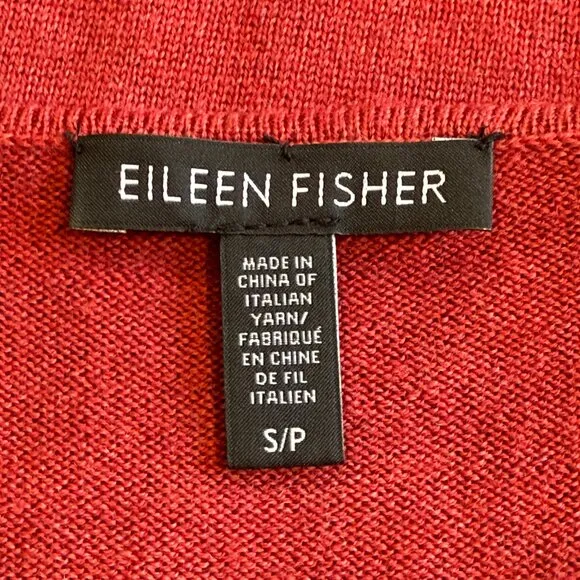 EILEEN FISHER
MADE IN
CHINA OF
ITALIAN
YARN/
FABRIQUÉ
EN CHINE
DE FIL
ITALIEN
S/P